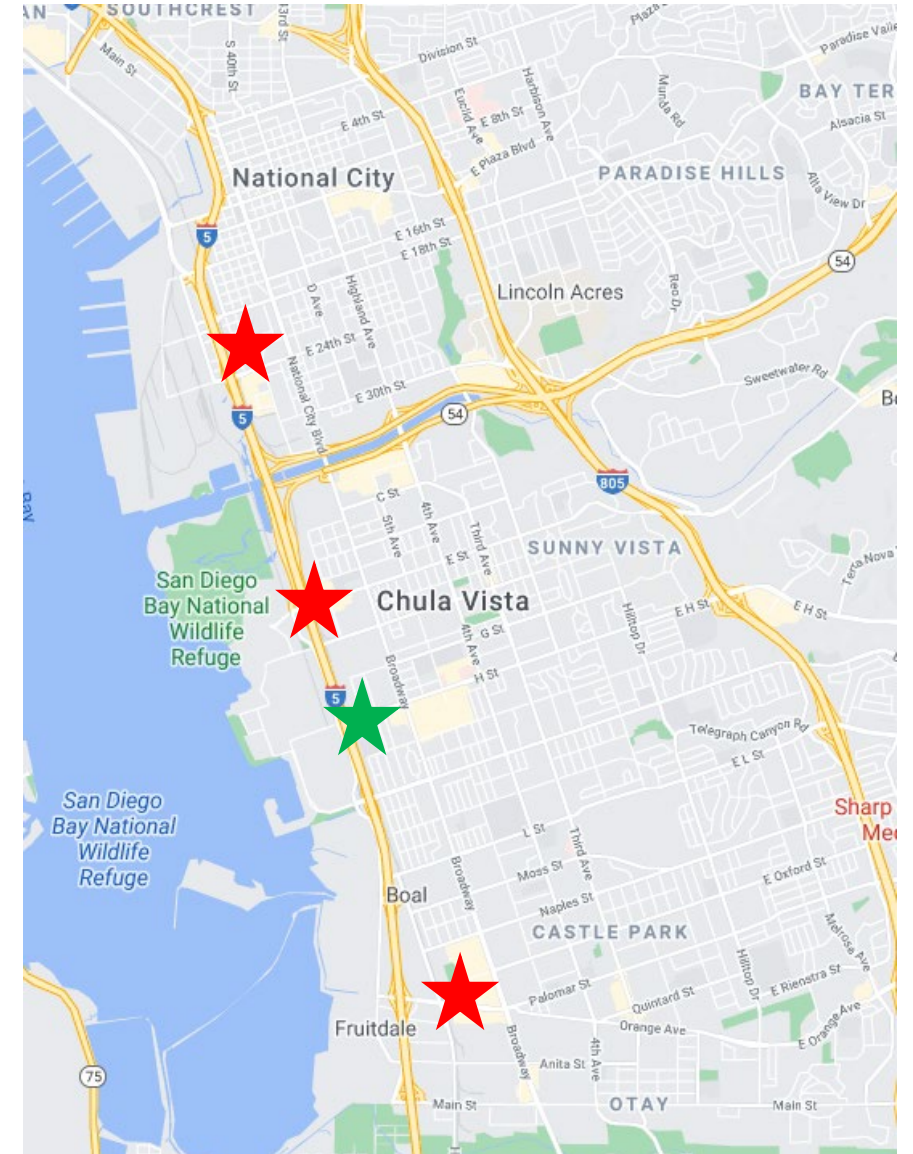 AN
SOUTHCREST
43rd St
Plaza
Main St
S 40th St
Division St
Paradise Valle
Harbison Ave
Euclid Ave
Munda Rd
BAY TER
E 4th St
E 8th St
Alsacia St
E Plaza Blvd
National City
PARADISE HILLS
Alta View Dr
5
E 16th St
E 18th St
54
Lincoln Acres
Reo Dr
D Ave
Highland Ave
E 24th St
National City Blvd
Sweetwater Rd
E 30th St
Bo
5
54
805
Bay
C St
5th Ave
4th Ave
Third Ave
E St
SUNNY VISTA
Terra Nova
San Diego
Bay National
Wildlife
Refuge
Chula Vista
E H St
E H St
Hilltop Dr
4th Ave
G St
Broadway
H St
5
Telegraph Canyon Rd
E L St
San Diego
Bay National
Wildlife
Refuge
Sharp
Med
L St
Third Ave
Moss St
E Oxford St
Boal
Broadway
Naples St
CASTLE PARK
Melrose Ave
Hilltop Dr
E Rienstra St
Palomar St
Quintard St
Fruitdale
Orange Ave
E Orange Ave
Broadway
Anita St
4th Ave
75
Main St
OTAY
Main St